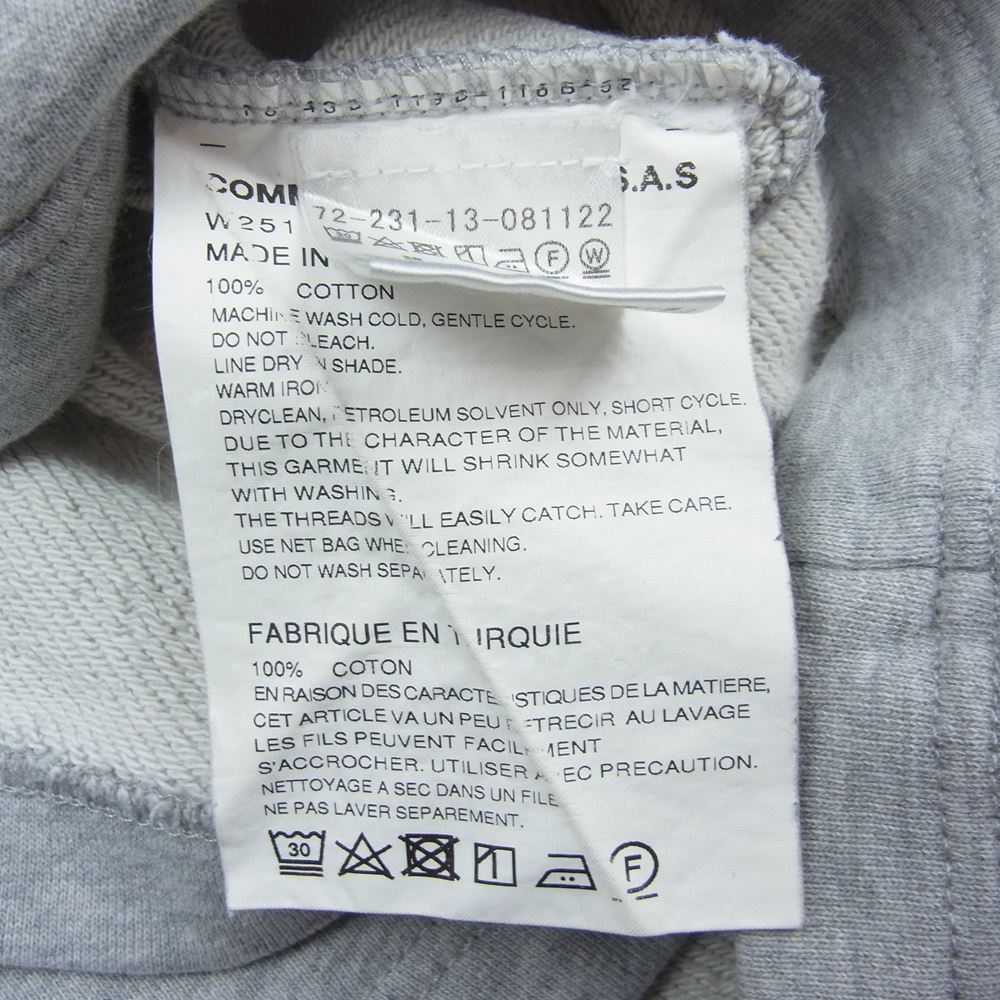 S.A.S
W251
72-231-13-081122
F W
MADE IN
100% COTTON
MACHINE WASH COLD, GENTLE CYCLE.
DO NOT BLEACH.
LINE DRY IN SHADE.
WARM IRON
DRYCLEAN, PETROLEUM SOLVENT ONLY, SHORT CYCLE.
DUE TO THE CHARACTER OF THE MATERIAL,
THIS GARMENT WILL SHRINK SOMEWHAT
WITH WASHING.
THE THREADS WILL EASILY CATCH. TAKE CARE.
USE NET BAG WHEN CLEANING.
DO NOT WASH SEPARATELY.
FABRIQUE EN TURQUIE
100% COTON
EN RAISON DES CARACTERISTIQUES DE LA MATIERE,
CET ARTICLE VA UN PEU RETRECIR AU LAVAGE
LES FILS PEUVENT FACILEMENT
S'ACCROCHER. UTILISER AVEC PRECAUTION.
NETTOYAGE A SEC DANS UN FILE
NE PAS LAVER SEPAREMENT.
30 F